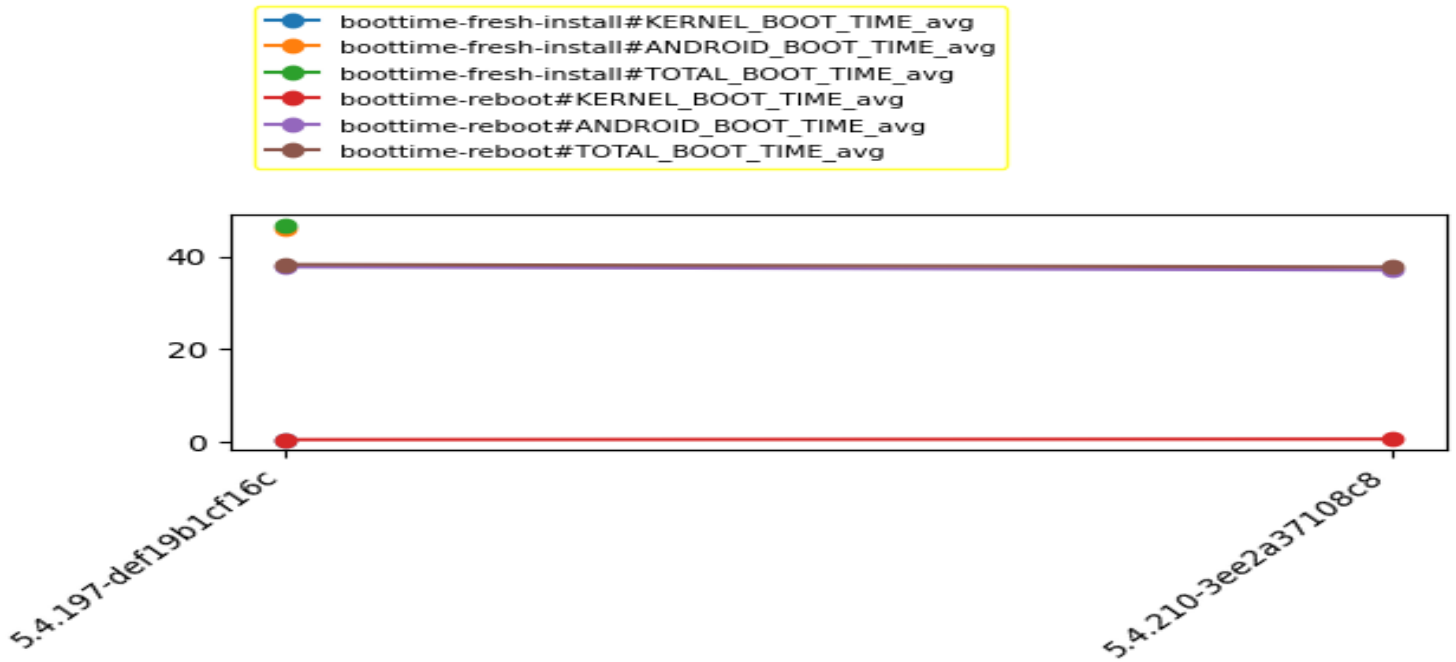 boottime-fresh-install#KERNEL_BOOT_TIME_avg
boottime-fresh-install#ANDROID_BOOT_TIME_avg
boottime-fresh-install#TOTAL_BOOT_TIME_avg
boottime-reboot#KERNEL_BOOT_TIME_avg
boottime-reboot#ANDROID_BOOT_TIME_avg
boottime-reboot#TOTAL_BOOT_TIME_avg
40
20
0
5.4.197-def19b1cf16c
5.4.210-3ee2a37108c8